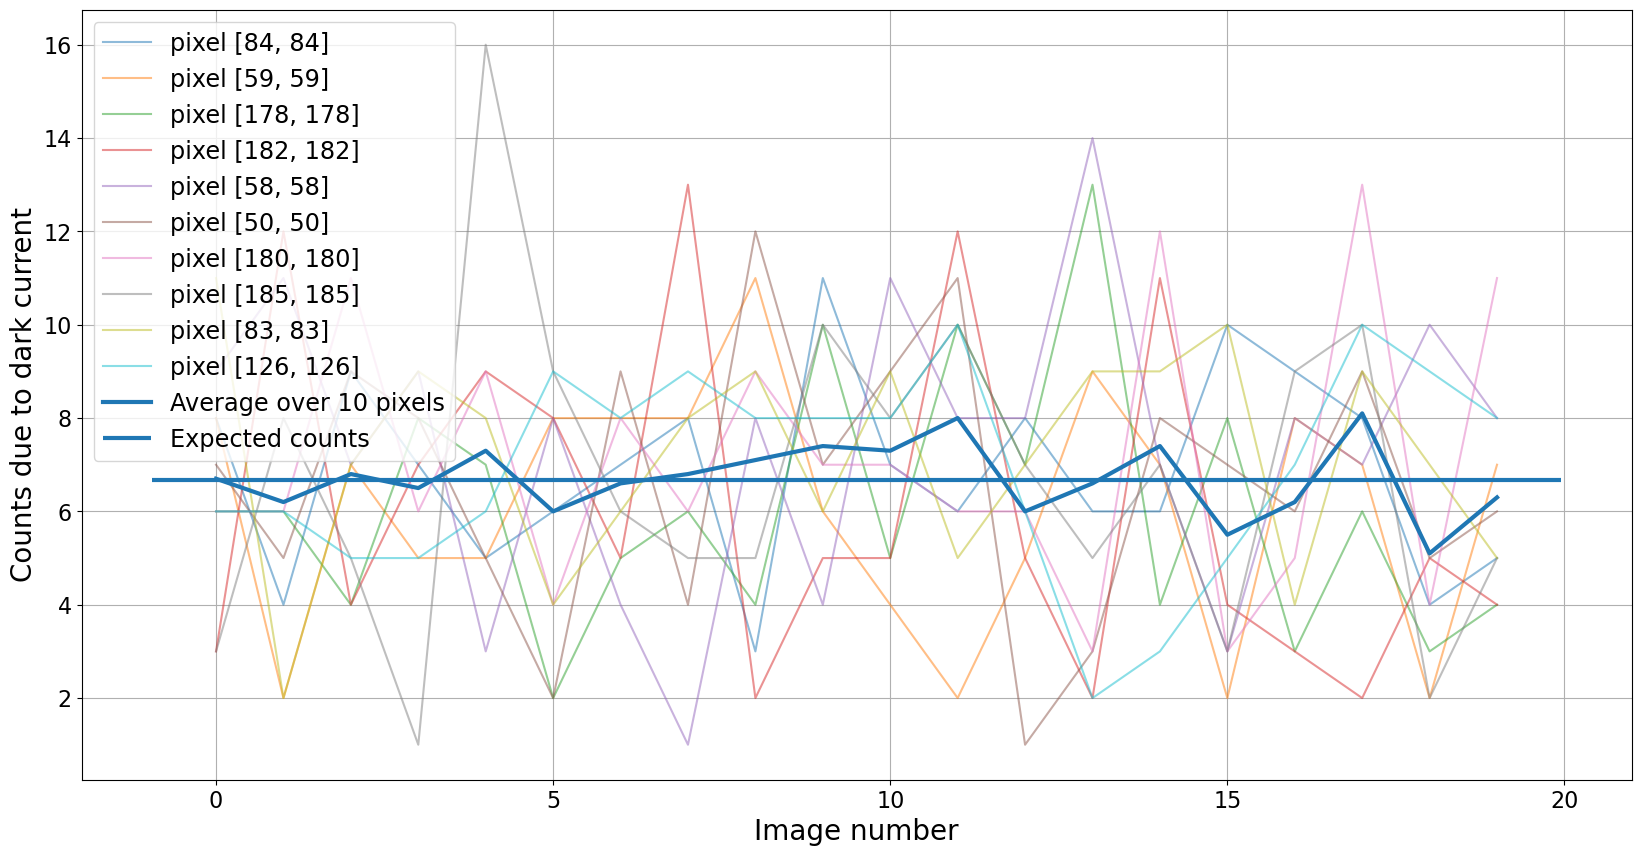 16
14
12
10
8
6
4
2
Counts due to dark current
pixel [84, 84]
pixel [59, 59]
pixel [178, 178]
pixel [182, 182]
pixel [58, 58]
pixel [50, 50]
pixel [180, 180]
pixel [185, 185]
pixel [83, 83]
pixel [126, 126]
Average over 10 pixels
Expected counts
0 5 10 15 20
Image number